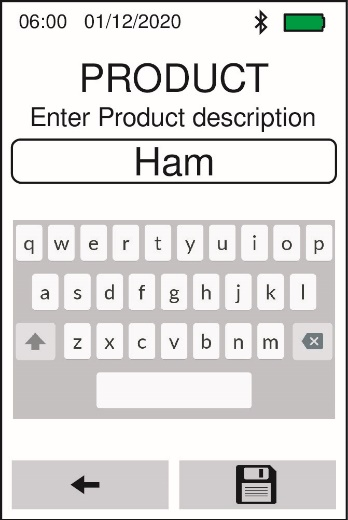 06:00 01/12/2020
PRODUCT
Enter Product description
Ham
q w e r t y u i o p
a s d f g h j k l
z x c v b n m